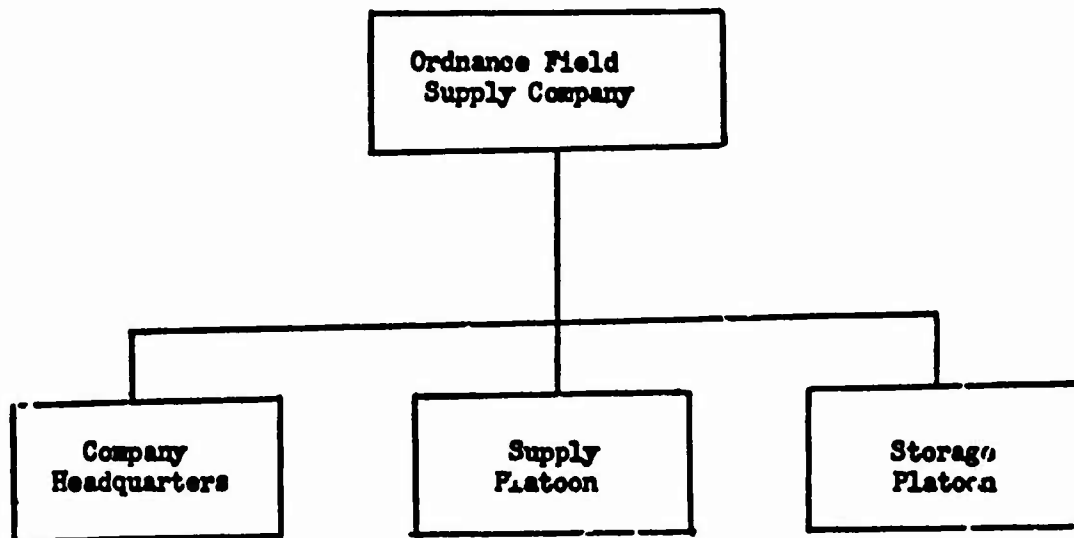 Ordnance Field
Supply Company
Company
Headquarters
Supply
Platoon
Storage
Platoon